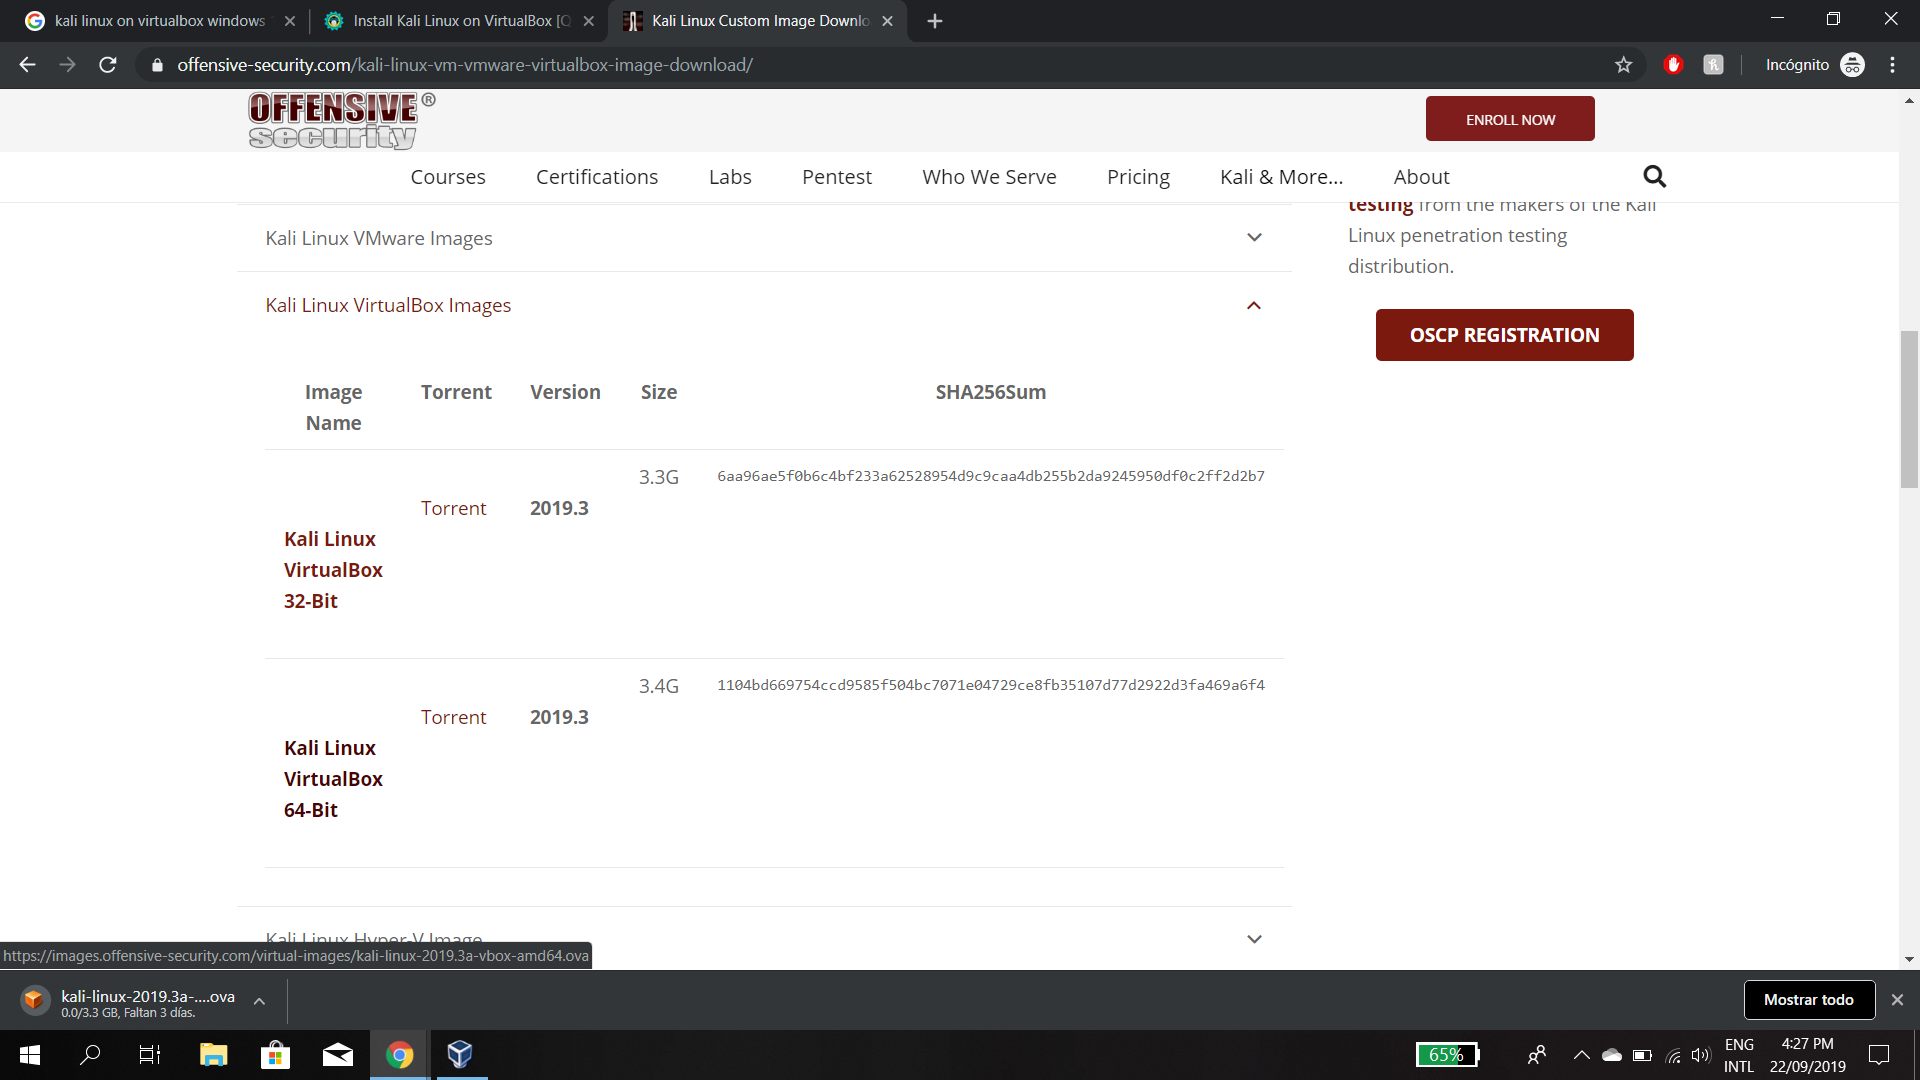 kali linux on virtualbox windows
Install Kali Linux on VirtualBox [Q
Kali Linux Custom Image Downlo
offensive-security.com/kali-linux-vm-vmware-virtualbox-image-download/
Incógnito
OFFENSIVE®
security
ENROLL NOW
Courses Certifications Labs Pentest Who We Serve Pricing Kali & More... About
testing from the makers of the Kali
Linux penetration testing
distribution.
OSCP REGISTRATION
Kali Linux VMware Images
Kali Linux VirtualBox Images
Image Name Torrent Version Size SHA256Sum
3.3G 6aa96ae5f0b6c4bf233a62528954d9c9caa4db255b2da9245950df0c2ff2d2b7
Torrent 2019.3
Kali Linux
VirtualBox
32-Bit
3.4G 1104bd669754ccd9585f504bc7071e04729ce8fb35107d77d2922d3fa469a6f4
Torrent 2019.3
Kali Linux
VirtualBox
64-Bit
Kali Linux Hyper-V Image
https://images.offensive-security.com/virtual-images/kali-linux-2019.3a-vbox-amd64.ova
kali-linux-2019.3a-....ova
0.0/3.3 GB, Faltan 3 días.
Mostrar todo
65%
ENG
INTL
4:27 PM
22/09/2019